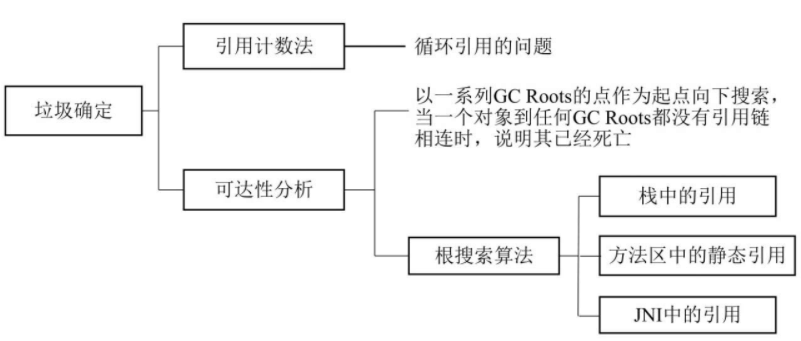 引用计数法
循环引用的问题
垃圾确定
以一系列GC Roots的点作为起点向下搜索，
当一个对象到任何GC Roots都没有引用链
相连时，说明其已经死亡
可达性分析
栈中的引用
根搜索算法
方法区中的静态引用
JNI中的引用